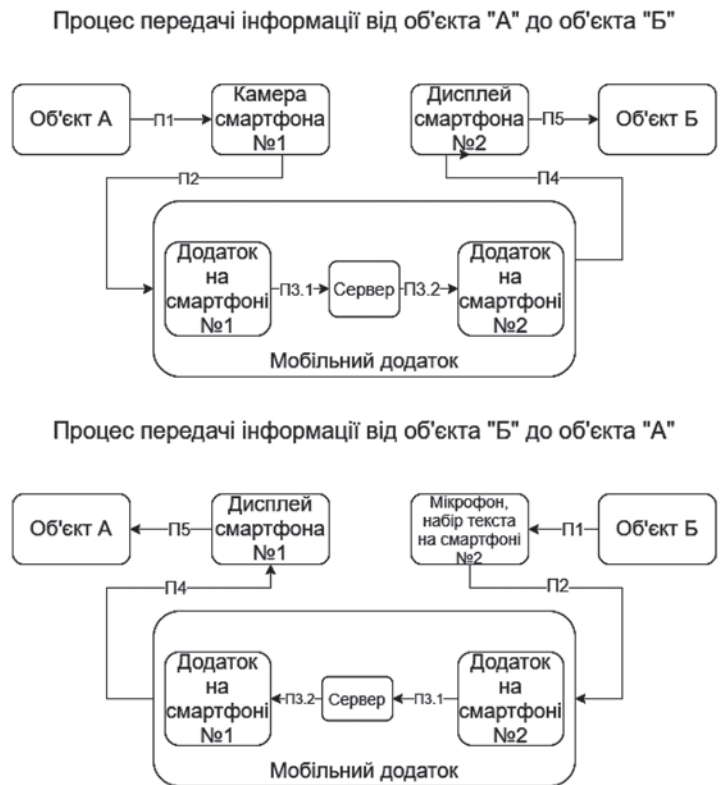 Процес передачі інформації від об'єкта "А" до об'єкта "Б"
Об'єкт А
П1
Камера
смартфона
№1
Дисплей
смартфона
№2
П5
Об'єкт Б
П2
П4
Додаток
на
смартфоні
№1
П3.1
Сервер
П3.2
Додаток
на
смартфоні
№2
Мобільний додаток
Процес передачі інформації від об'єкта "Б" до об'єкта "А"
Об'єкт А
П5
Дисплей
смартфона
№1
Мікрофон,
набір текста
на смартфоні
№2
П1
Об'єкт Б
П4
П2
Додаток
на
смартфоні
№1
П3.2
Сервер
П3.1
Додаток
на
смартфоні
№2
Мобільний додаток